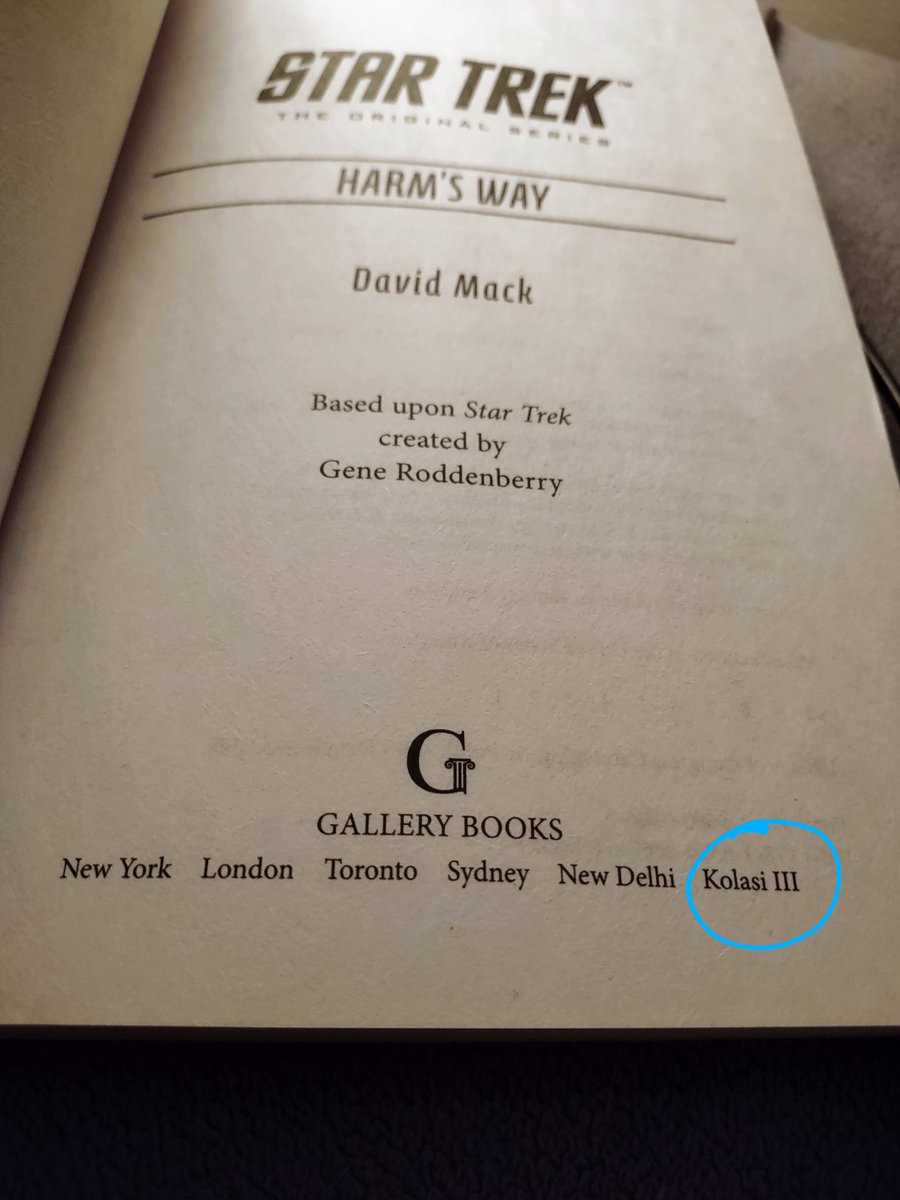 STAR TREK™
THE ORIGINAL SERIES
HARM'S WAY
David Mack
Based upon Star Trek
created by
Gene Roddenberry
G
GALLERY BOOKS
New York London Toronto Sydney New Delhi Kolasi III